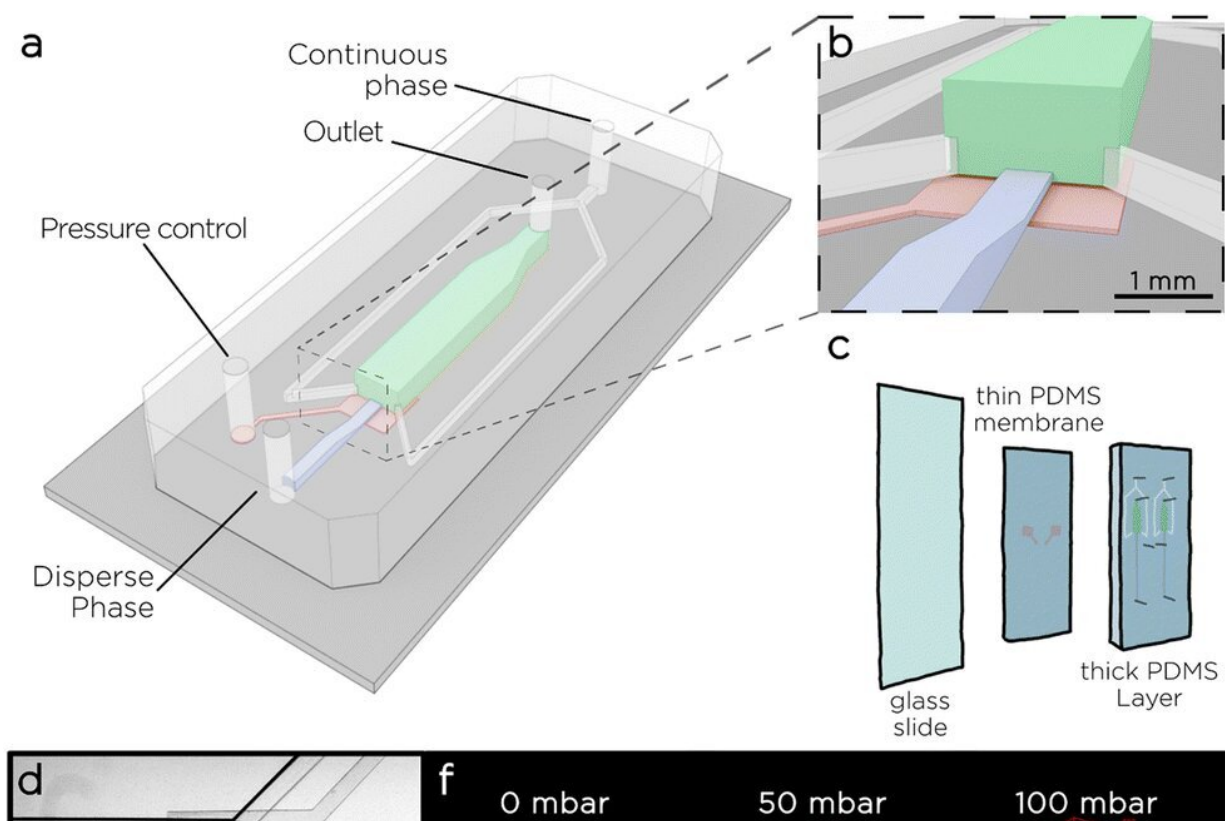 a
Continuous
phase
Outlet
Pressure control
Disperse
Phase
b
1 mm
c
thin PDMS
membrane
glass
slide
thick PDMS
Layer
d
f
0 mbar
50 mbar
100 mbar